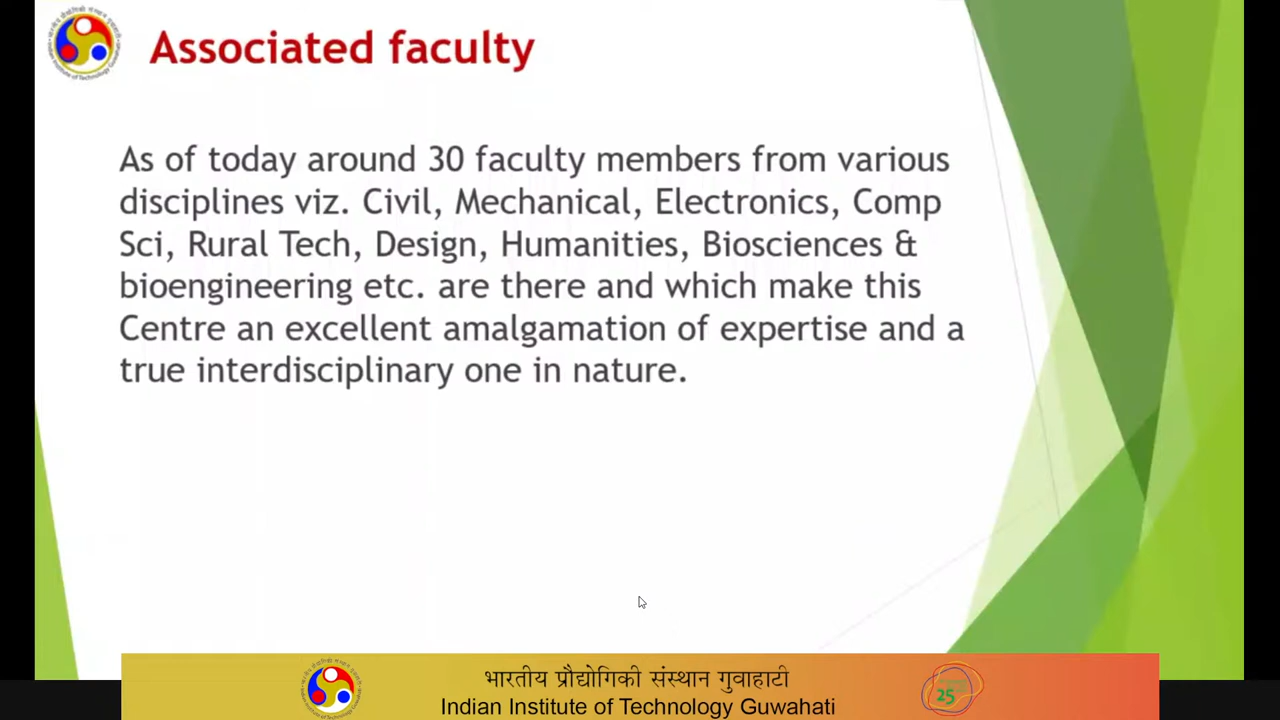 Associated faculty
As of today around 30 faculty members from various
disciplines viz. Civil, Mechanical, Electronics, Comp
Sci, Rural Tech, Design, Humanities, Biosciences &
bioengineering etc. are there and which make this
Centre an excellent amalgamation of expertise and a
true interdisciplinary one in nature.
भारतीय प्रौद्योगिकी संस्थान गुवाहाटी
Indian Institute of Technology Guwahati
25